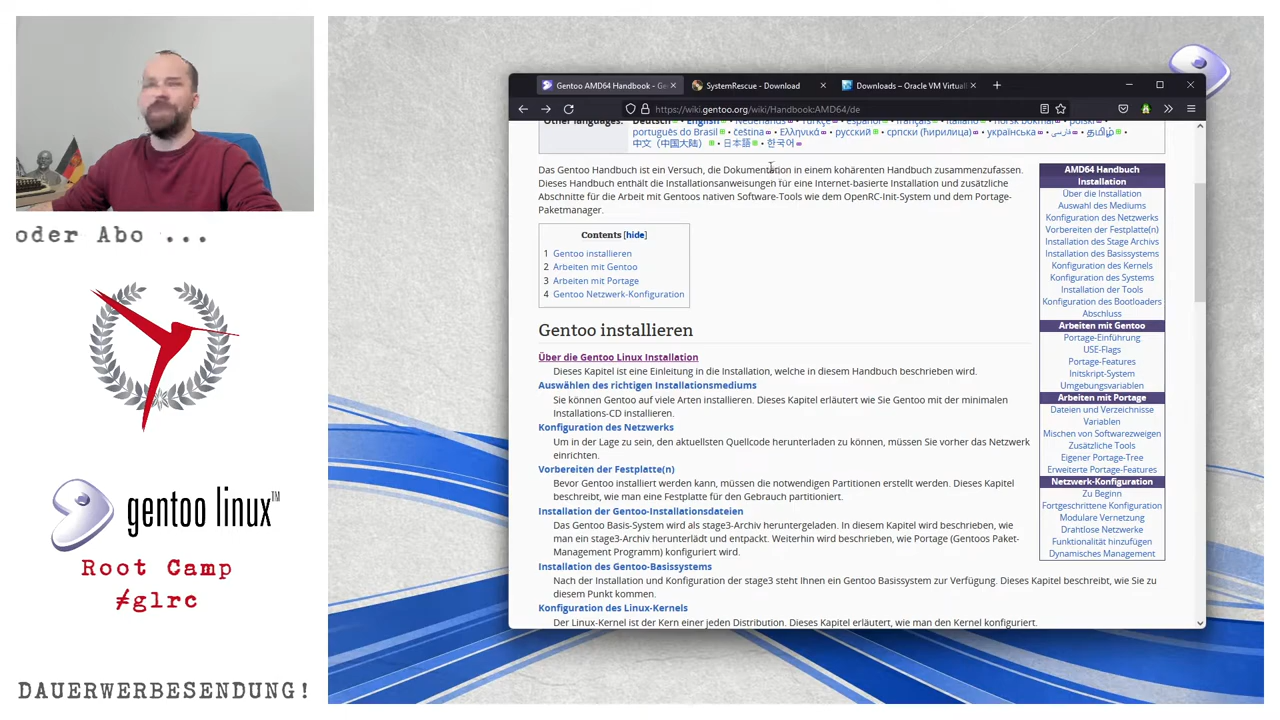 oder Abo ...
gentoo linux™
Root Camp
≠glrc
DAUERWERBESENDUNG!
Gentoo AMD64 Handbook - Ge
SystemRescue - Download
Downloads – Oracle VM Virtual
https://wiki.gentoo.org/wiki/Handbook:AMD64/de
Other languages:
Deutsch • English • Nederlands • Türkçe • español • français • italiano • norsk bokmål • polski •
português do Brasil • čeština • Ελληνικά • русский • српски (ћирилица) • українська • فارسی • தமிழ் •
中文（中国大陆） • 日本語 • 한국어
Das Gentoo Handbuch ist ein Versuch, die Dokumentation in einem kohärenten Handbuch zusammenzufassen.
Dieses Handbuch enthält die Installationsanweisungen für eine Internet-basierte Installation und zusätzliche
Abschnitte für die Arbeit mit Gentoos nativen Software-Tools wie dem OpenRC-Init-System und dem Portage-
Paketmanager.
Contents [hide]
1 Gentoo installieren
2 Arbeiten mit Gentoo
3 Arbeiten mit Portage
4 Gentoo Netzwerk-Konfiguration
Gentoo installieren
Über die Gentoo Linux Installation
Dieses Kapitel ist eine Einleitung in die Installation, welche in diesem Handbuch beschrieben wird.
Auswählen des richtigen Installationsmediums
Sie können Gentoo auf viele Arten installieren. Dieses Kapitel erläutert wie Sie Gentoo mit der minimalen
Installations-CD installieren.
Konfiguration des Netzwerks
Um in der Lage zu sein, den aktuellsten Quellcode herunterladen zu können, müssen Sie vorher das Netzwerk
einrichten.
Vorbereiten der Festplatte(n)
Bevor Gentoo installiert werden kann, müssen die notwendigen Partitionen erstellt werden. Dieses Kapitel
beschreibt, wie man eine Festplatte für den Gebrauch partitioniert.
Installation der Gentoo-Installationsdateien
Das Gentoo Basis-System wird als stage3-Archiv heruntergeladen. In diesem Kapitel wird beschrieben, wie
man ein stage3-Archiv herunterlädt und entpackt. Weiterhin wird beschrieben, wie Portage (Gentoos Paket-
Management Programm) konfiguriert wird.
Installation des Gentoo-Basissystems
Nach der Installation und Konfiguration der stage3 steht Ihnen ein Gentoo Basissystem zur Verfügung. Dieses Kapitel beschreibt, wie Sie zu
diesem Punkt kommen.
Konfiguration des Linux-Kernels
Der Linux-Kernel ist der Kern einer jeden Distribution. Dieses Kapitel erläutert, wie man den Kernel konfiguriert.
AMD64 Handbuch
Installation
Über die Installation
Auswahl des Mediums
Konfiguration des Netzwerks
Vorbereiten der Festplatte(n)
Installation des Stage Archivs
Installation des Basissystems
Konfiguration des Kernels
Konfiguration des Systems
Installation der Tools
Konfiguration des Bootloaders
Abschluss
Arbeiten mit Gentoo
Portage-Einführung
USE-Flags
Portage-Features
Initskript-System
Umgebungsvariablen
Arbeiten mit Portage
Dateien und Verzeichnisse
Variablen
Mischen von Softwarezweigen
Zusätzliche Tools
Eigener Portage-Tree
Erweiterte Portage-Features
Netzwerk-Konfiguration
Zu Beginn
Fortgeschrittene Konfiguration
Modulare Vernetzung
Drahtlose Netzwerke
Funktionalität hinzufügen
Dynamisches Management